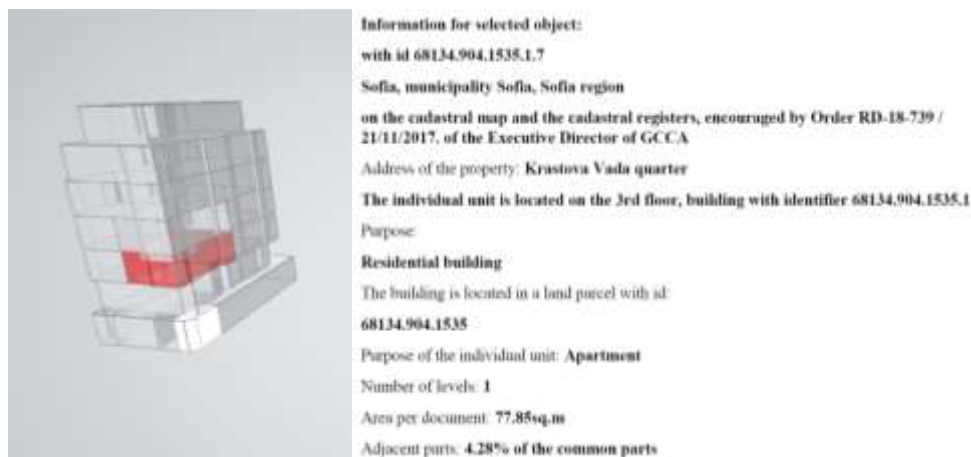 Information for selected object:
with id 68134.904.1535.1.7
Sofia, municipality Sofia, Sofia region
on the cadastral map and the cadastral registers, encouraged by Order RD-18-739 /
21/11/2017, of the Executive Director of GCCA
Address of the property: Krastova Vada quarter
The individual unit is located on the 3rd floor, building with identifier 68134.904.1535.1
Purpose:
Residential building
The building is located in a land parcel with id:
68134.904.1535
Purpose of the individual unit: Apartment
Number of levels: 1
Area per document: 77.85sq.m
Adjacent parts: 4.28% of the common parts